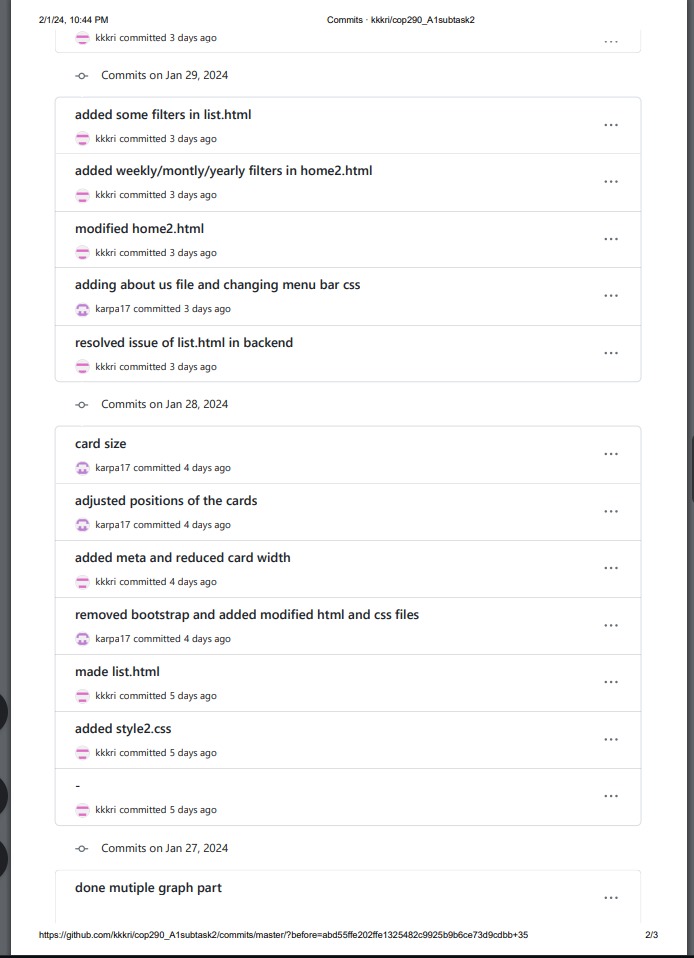 2/1/24, 10:44 PM
Commits · kkkri/cop290_A1subtask2
kkkri committed 3 days ago
Commits on Jan 29, 2024
added some filters in list.html
kkkri committed 3 days ago
added weekly/montly/yearly filters in home2.html
kkkri committed 3 days ago
modified home2.html
kkkri committed 3 days ago
adding about us file and changing menu bar css
karpa17 committed 3 days ago
resolved issue of list.html in backend
kkkri committed 3 days ago
Commits on Jan 28, 2024
card size
karpa17 committed 4 days ago
adjusted positions of the cards
karpa17 committed 4 days ago
added meta and reduced card width
kkkri committed 4 days ago
removed bootstrap and added modified html and css files
karpa17 committed 4 days ago
made list.html
kkkri committed 5 days ago
added style2.css
kkkri committed 5 days ago
-
kkkri committed 5 days ago
Commits on Jan 27, 2024
done mutiple graph part
https://github.com/kkkri/cop290_A1subtask2/commits/master/?before=abd55ffe202ffe1325482c9925b9b6ce73d9cdbb+35
2/3